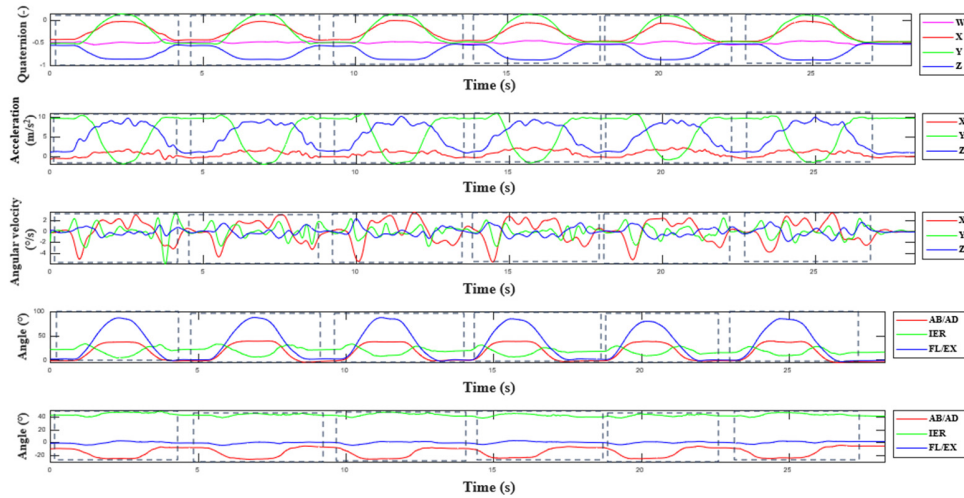 Quaternion (-)
0
-0.5
-1
0 5 10 15 20 25
Time (s)
W
X
Y
Z
Acceleration
(m/s²)
10
5
0
0 5 10 15 20 25
Time (s)
X
Y
Z
Angular velocity
(°/s)
2
0
-2
-4
0 5 10 15 20 25
Time (s)
X
Y
Z
Angle (°)
100
50
0
0 5 10 15 20 25
Time (s)
AB/AD
IER
FL/EX
Angle (°)
40
20
0
-20
0 5 10 15 20 25
Time (s)
AB/AD
IER
FL/EX